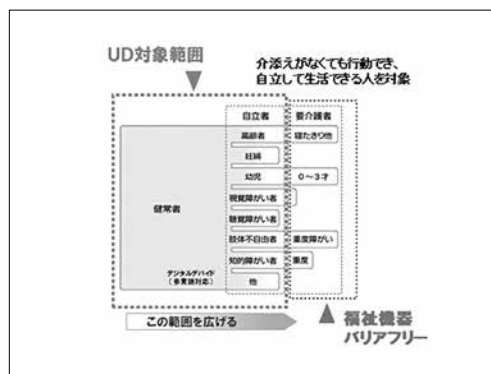 UD対象範囲
介添えがなくても行動でき、
自立して生活できる人を対象
自立者
要介護者
高齢者
寝たきり他
妊婦
幼児
0～3才
視覚障がい者
健常者
聴覚障がい者
肢体不自由者
重度障がい
知的障がい者
重度
デジタルデバイド
(多言語対応)
他
この範囲を広げる
福祉機器
バリアフリー